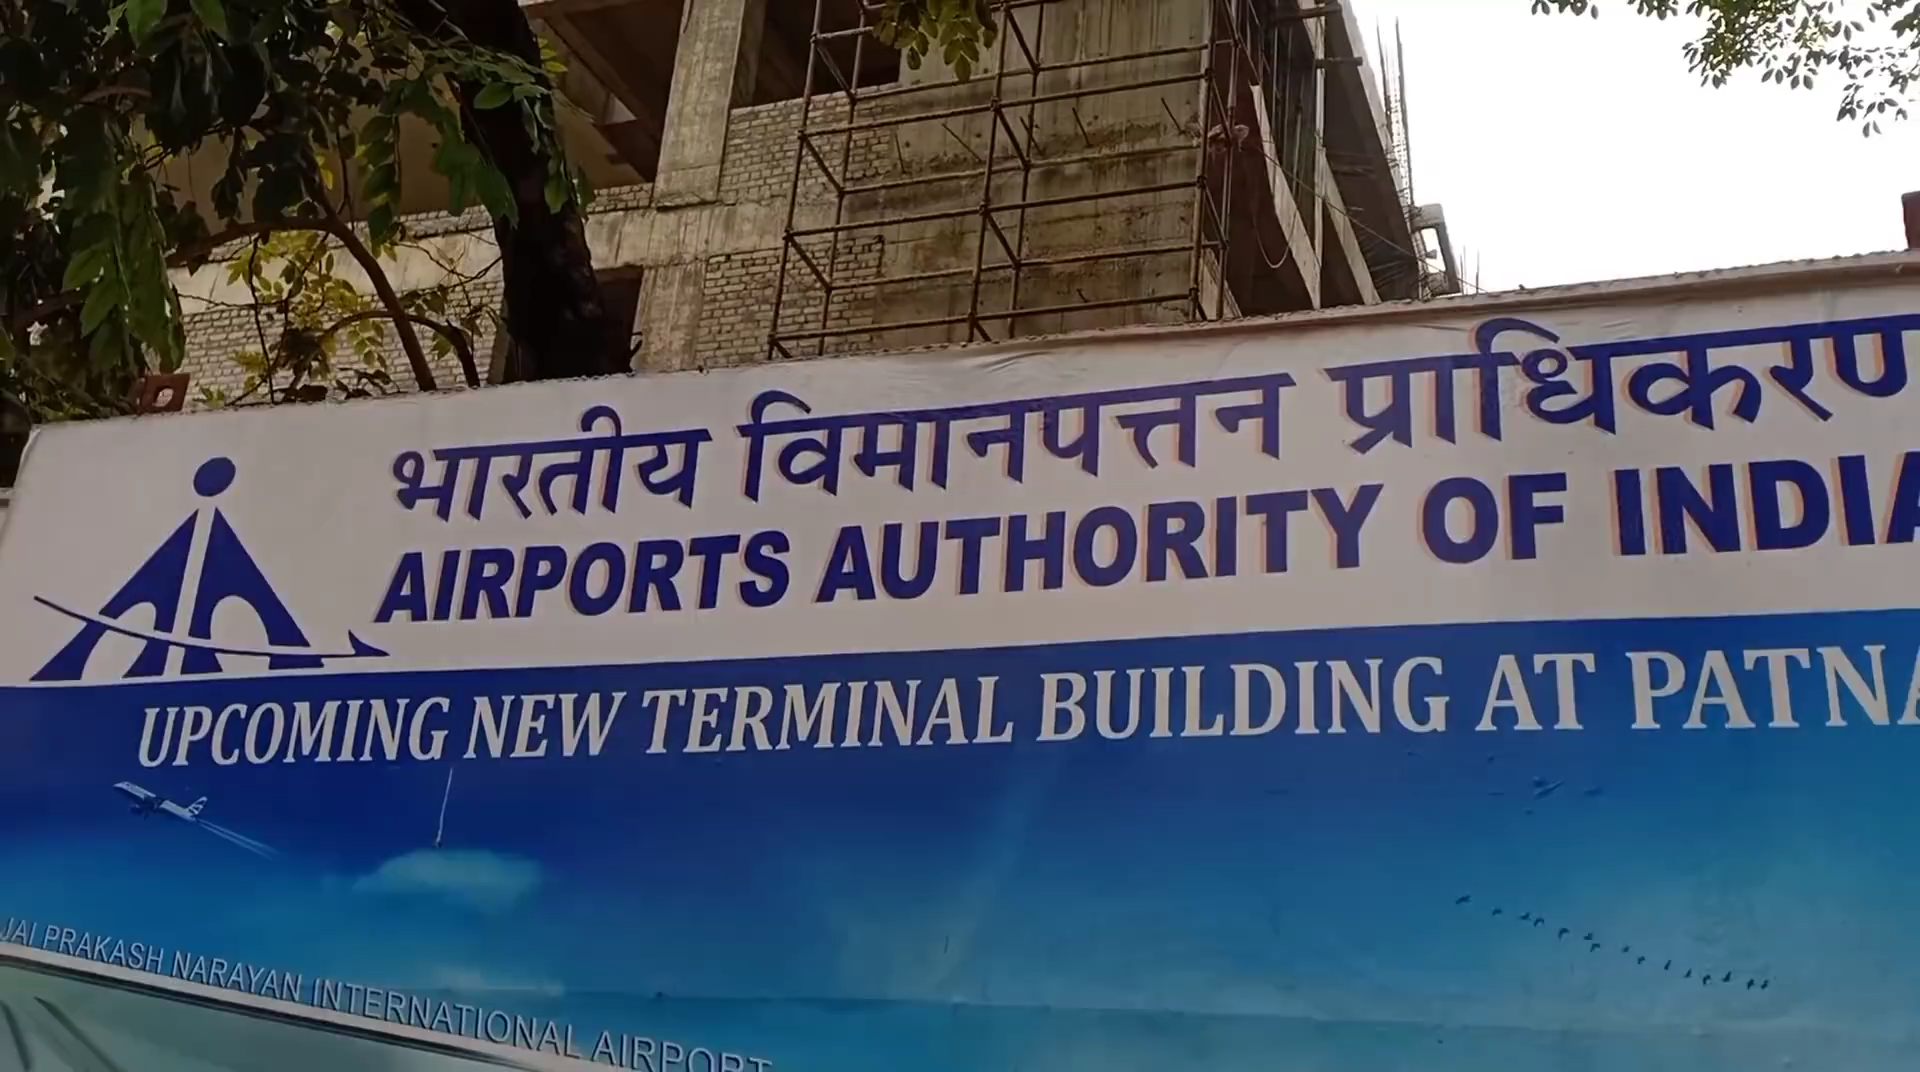 भारतीय विमानपत्तन प्राधिकरण
AIRPORTS AUTHORITY OF INDIA
UPCOMING NEW TERMINAL BUILDING AT PATNA
JAI PRAKASH NARAYAN INTERNATIONAL AIRPORT